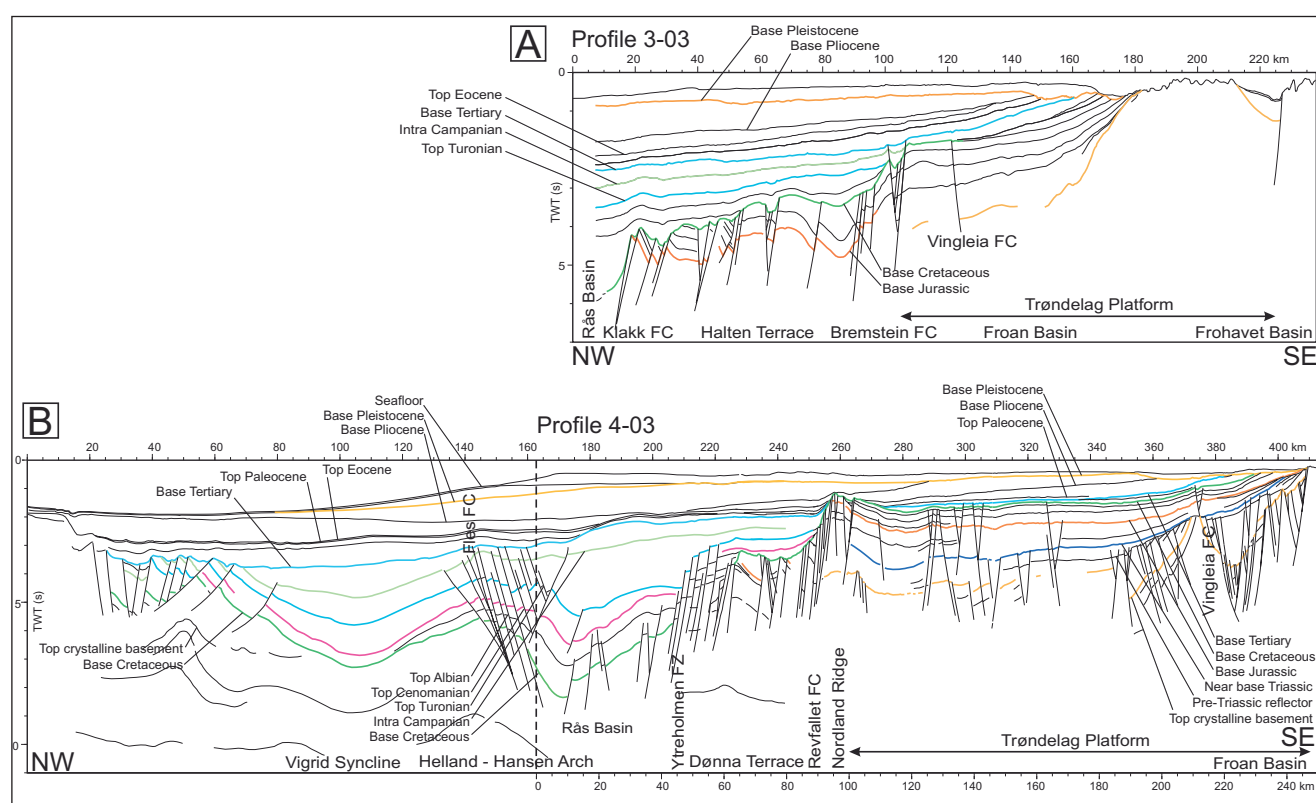 A
Profile 3-03
Base Pleistocene
Base Pliocene
0 20 40 60 80 100 120 140 160 180 220 km
0
Top Eocene
Base Tertiary
Intra Campanian
Top Turonian
TWT (s)
5
Vingleia FC
Base Cretaceous
Base Jurassic
Rås Basin
Trøndelag Platform
Klakk FC
Halten Terrace
Bremstein FC
Froan Basin
Frohavet Basin
NW
SE
B
Profile 4-03
Seafloor
Base Pleistocene
Base Pliocene
Base Pleistocene
Base Pliocene
Top Paleocene
20 40 60 80 100 120 140 160 180 200 220 240 260 280 300 320 340 360 380 400 km
0
Top Paleocene
Top Eocene
Base Tertiary
Fles FC
TWT (s)
5
Vingleia FC
Top crystalline basement
Base Cretaceous
Top Albian
Top Cenomanian
Top Turonian
Intra Campanian
Base Cretaceous
Base Tertiary
Base Cretaceous
Base Jurassic
Near base Triassic
Pre-Triassic reflector
Top crystalline basement
Rås Basin
Ytreholmen FZ
Revfallet FC
Nordland Ridge
0
NW
SE
Trøndelag Platform
Vigrid Syncline
Helland - Hansen Arch
Dønna Terrace
Froan Basin
0 20 40 60 80 100 120 140 160 180 200 220 240 km